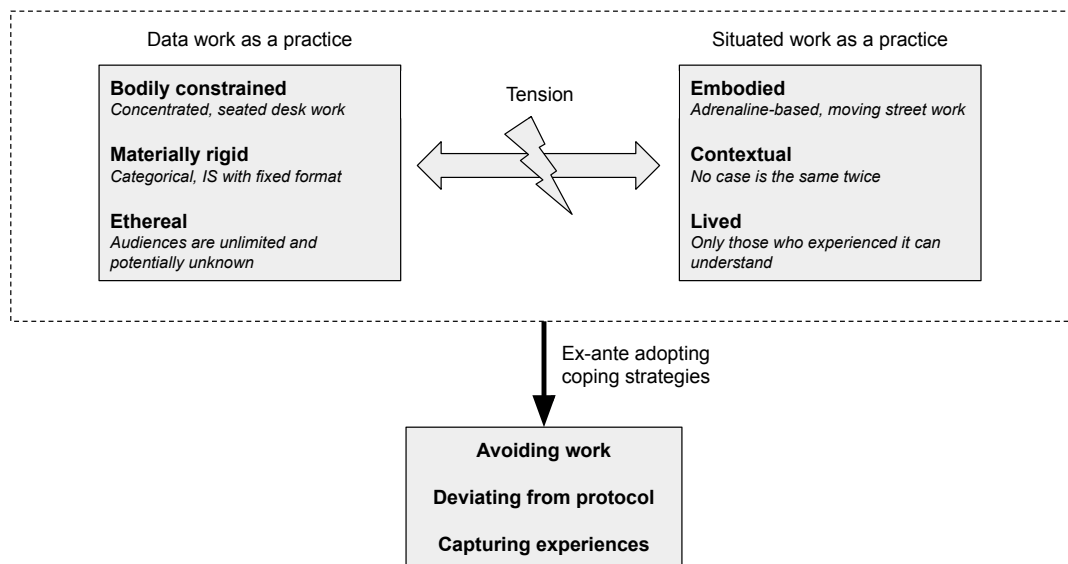 Data work as a practice
Bodily constrained
Concentrated, seated desk work
Materially rigid
Categorical, IS with fixed format
Ethereal
Audiences are unlimited and
potentially unknown
Tension
Situated work as a practice
Embodied
Adrenaline-based, moving street work
Contextual
No case is the same twice
Lived
Only those who experienced it can
understand
Ex-ante adopting
coping strategies
Avoiding work
Deviating from protocol
Capturing experiences